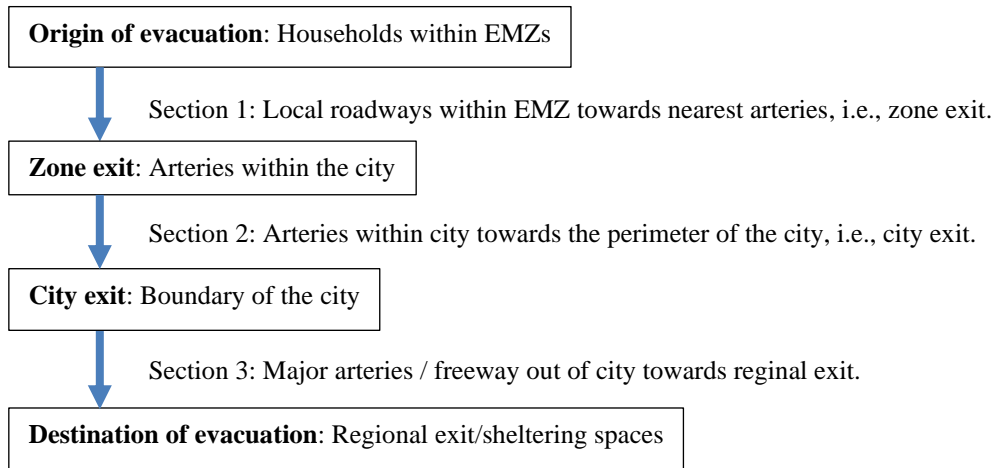 Origin of evacuation: Households within EMZs
Section 1: Local roadways within EMZ towards nearest arteries, i.e., zone exit.
Zone exit: Arteries within the city
Section 2: Arteries within city towards the perimeter of the city, i.e., city exit.
City exit: Boundary of the city
Section 3: Major arteries / freeway out of city towards reginal exit.
Destination of evacuation: Regional exit/sheltering spaces